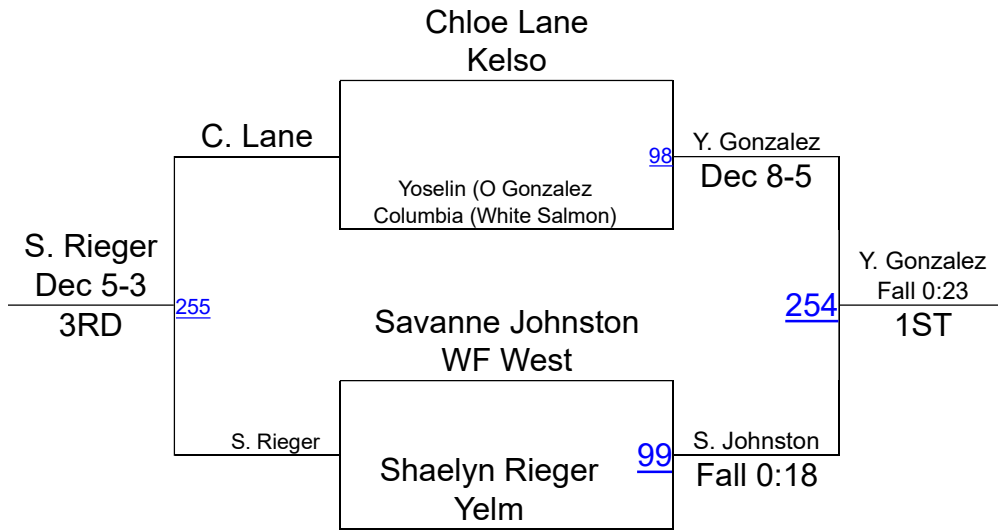 Chloe Lane
Kelso
C. Lane
98
Y. Gonzalez
Dec 8-5
Yoselin (O Gonzalez
Columbia (White Salmon)
S. Rieger
Dec 5-3
3RD
255
Y. Gonzalez
Fall 0:23
1ST
254
Savanne Johnston
WF West
S. Rieger
99
S. Johnston
Fall 0:18
Shaelyn Rieger
Yelm